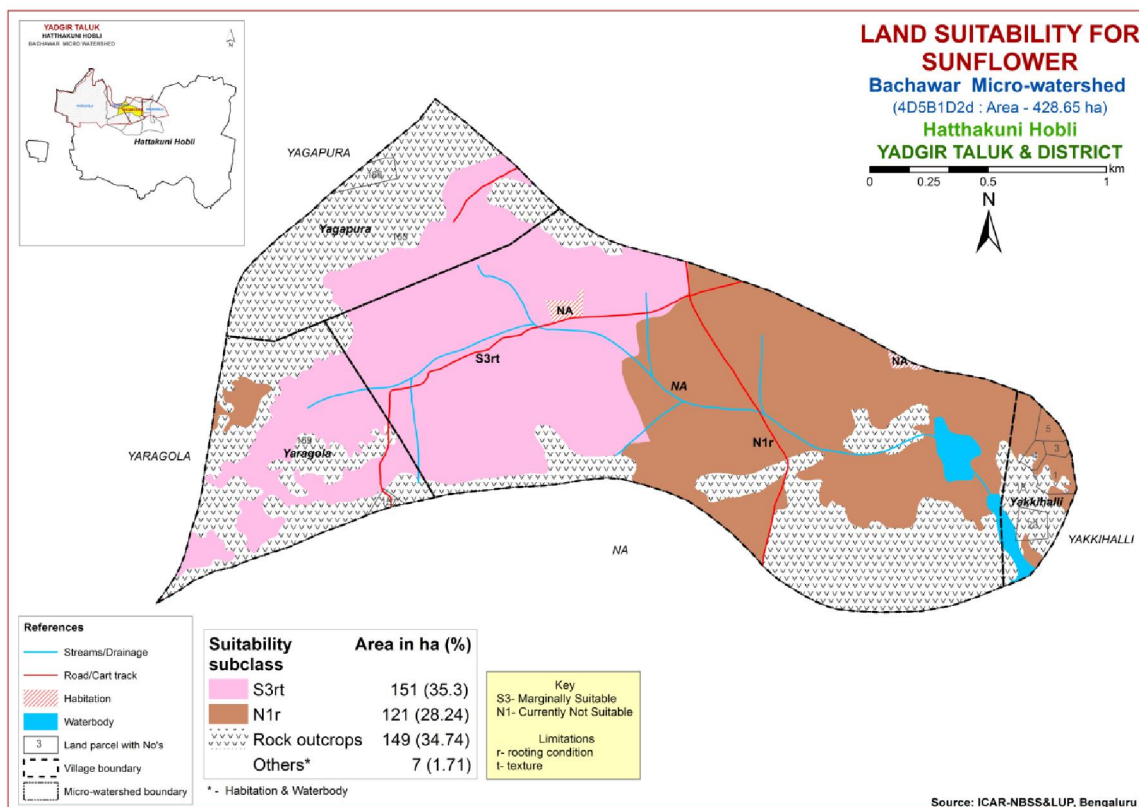 YADGIR TALUK
HATTHAKUNI HOBLI
BACHAWAR MICRO-WATERSHED
N
Hattakuni Hobli
LAND SUITABILITY FOR
SUNFLOWER
Bachawar Micro-watershed
(4D5B1D2d : Area - 428.65 ha)
Hatthakuni Hobli
YADGIR TALUK & DISTRICT
km
0 0.25 0.5 1
N
YAGAPURA
Yagapura
NA
S3rt
NA
NA
N1r
YARAGOLA
169
Yaragola
5
3
1
Yakkihalli
YAKKIHALLI
NA
References
Streams/Drainage
Road/Cart track
Habitation
Waterbody
3 Land parcel with No's
Village boundary
Micro-watershed boundary
Suitability subclass Area in ha (%)
S3rt 151 (35.3)
N1r 121 (28.24)
Rock outcrops 149 (34.74)
Others* 7 (1.71)
* - Habitation & Waterbody
Key
S3- Marginally Suitable
N1- Currently Not Suitable
Limitations
r- rooting condition
t- texture
Source: ICAR-NBSS&LUP, Bengaluru